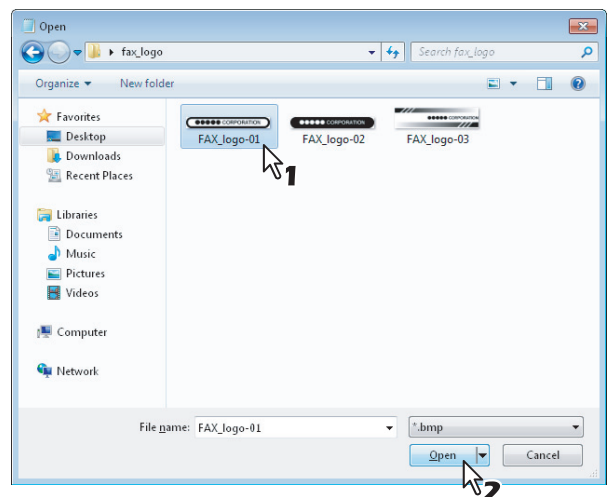 Open
fax_logo
Search fax_logo
Organize
New folder
Favorites
Desktop
Downloads
Recent Places
Libraries
Documents
Music
Pictures
Videos
Computer
Network
●●●●● CORPORATION
FAX_logo-01
●●●●● CORPORATION
FAX_logo-02
●●●●● CORPORATION
FAX_logo-03
1
File name: FAX_logo-01
*.bmp
Open
Cancel
2